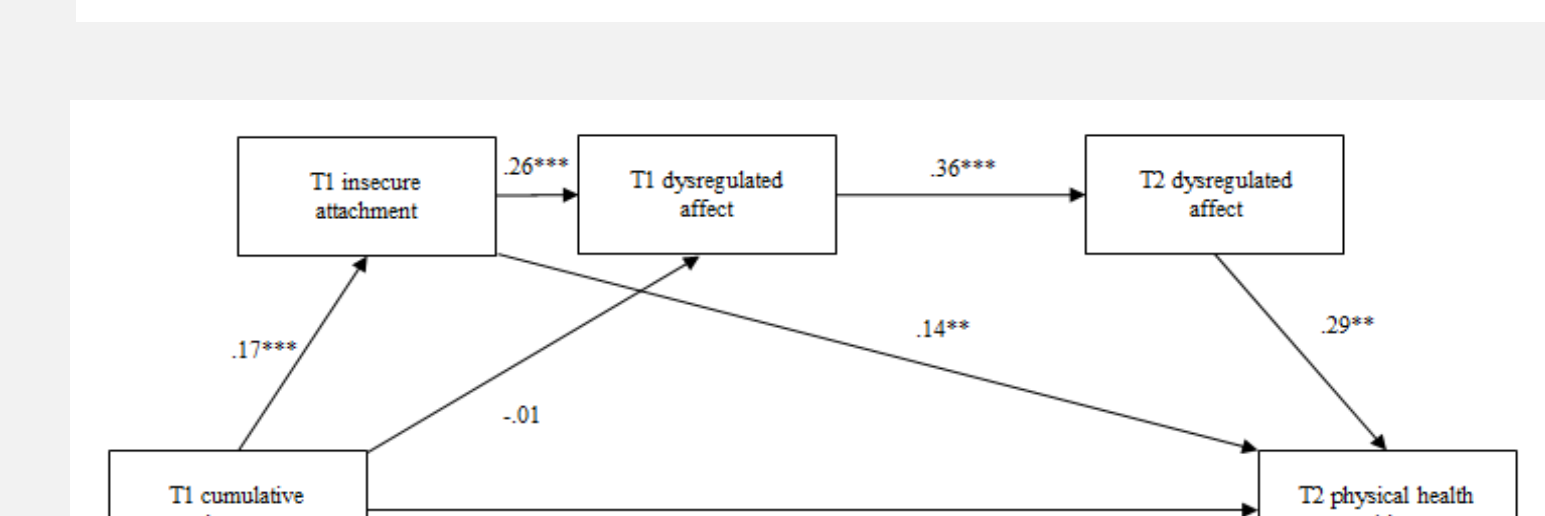 T1 insecure
attachment
.26***
T1 dysregulated
affect
.36***
T2 dysregulated
affect
.17***
-.01
.14**
.29**
T1 cumulative
T2 physical health